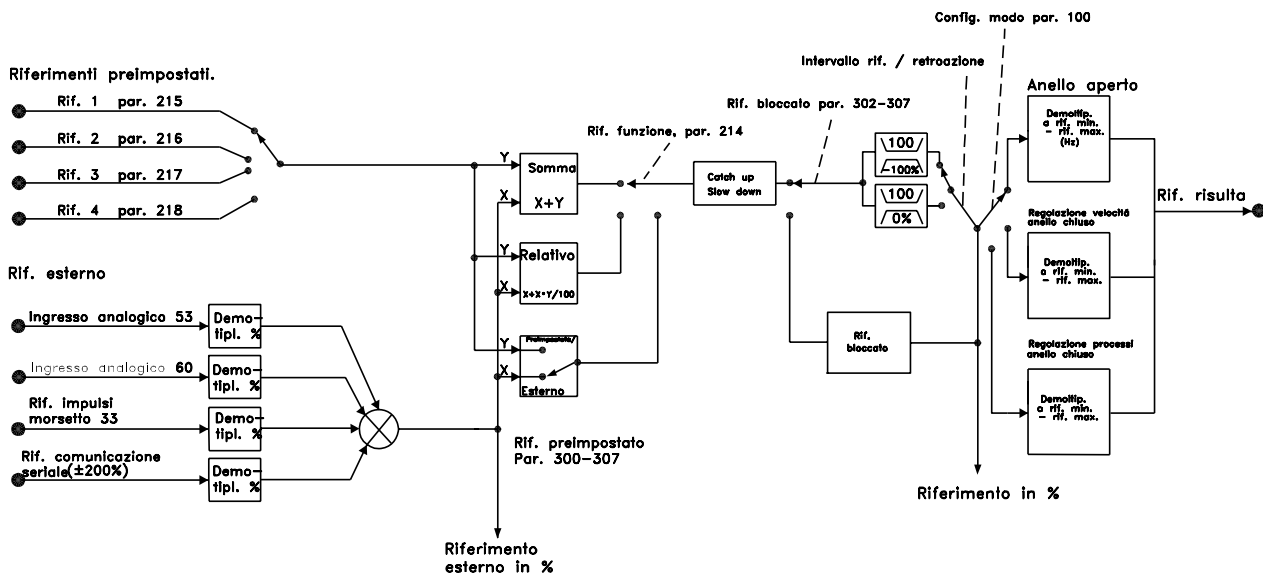 Config. modo par. 100
Intervallo rif. / retroazione
Riferimenti preimpostati.
Anello aperto
Rif. 1 par. 215
Rif. bloccato par. 302-307
Demoltip.
a rif. min.
- rif. max.
(Hz)
Rif. funzione, par. 214
Rif. 2 par. 216
100
-100%
Y
Somma
X+Y
X
Catch up
Slow down
Rif. 3 par. 217
100
0%
Rif. risulta
Rif. 4 par. 218
Regolazione velocità
anello chiuso
Y
Relativo
X
X+X*Y/100
Demoltip.
a rif. min.
- rif. max.
Rif. esterno
Ingresso analogico 53
Demo-
tipl. %
Rif.
bloccato
Y
Preimpostato/
X
Esterno
Regolazione processi
anello chiuso
Ingresso analogico 60
Demo-
tipl. %
Demoltip.
a rif. min.
- rif. max.
Rif. impulsi
morsetto 33
Demo-
tipl. %
Rif. preimpostato
Par. 300-307
Rif. comunicazione
seriale(±200%)
Demo-
tipl. %
Riferimento in %
Riferimento
esterno in %